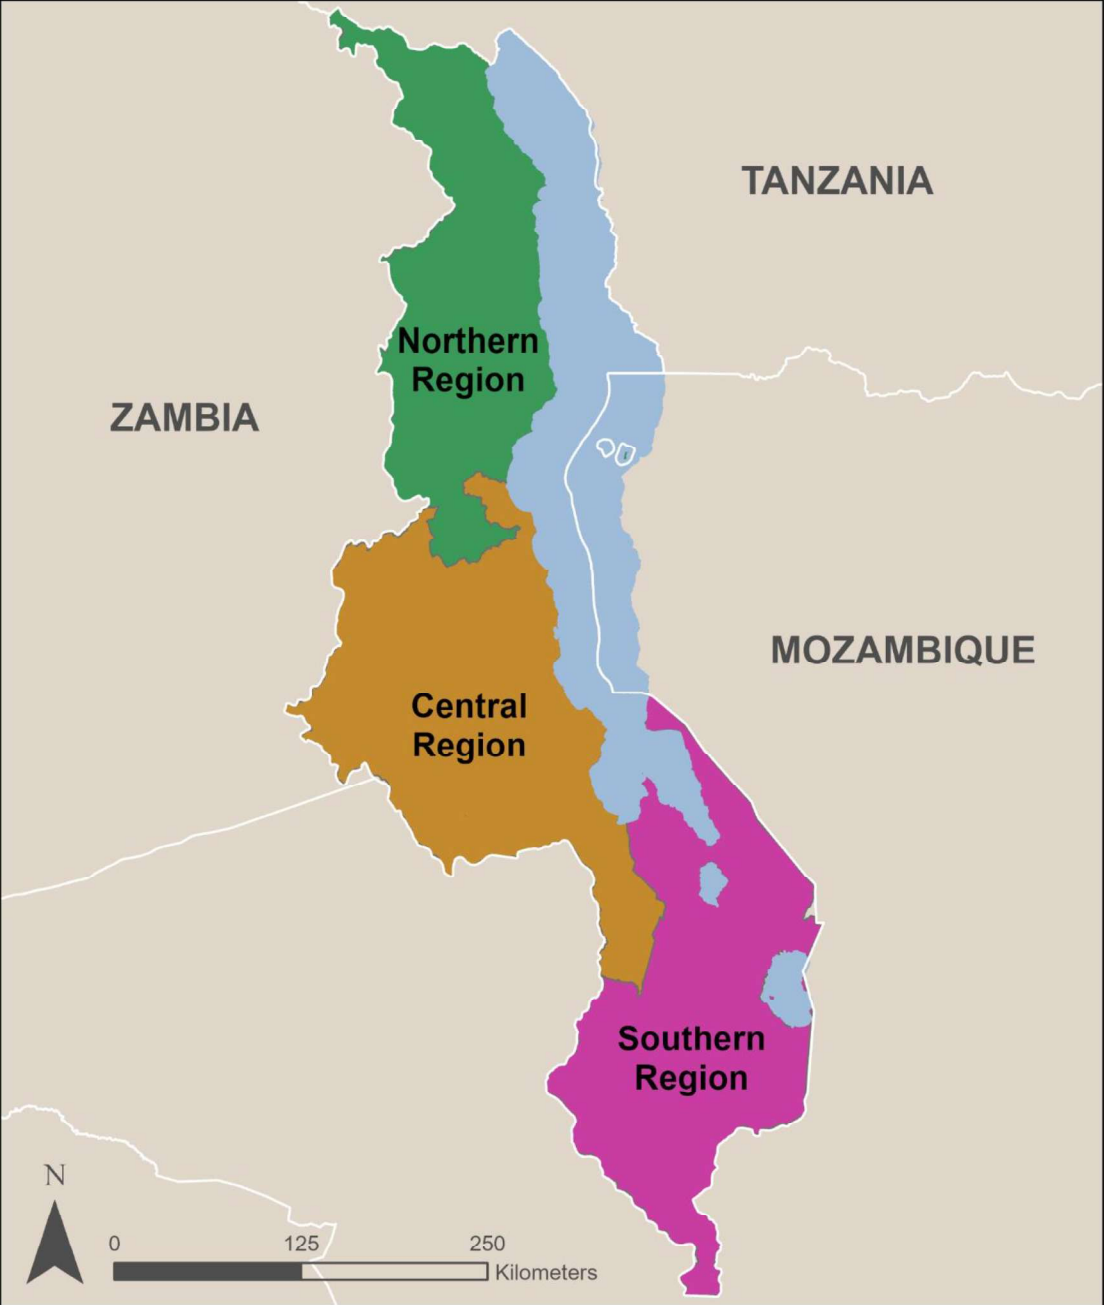 TANZANIA
Northern
Region
ZAMBIA
MOZAMBIQUE
Central
Region
Southern
Region
N
0 125 250
Kilometers